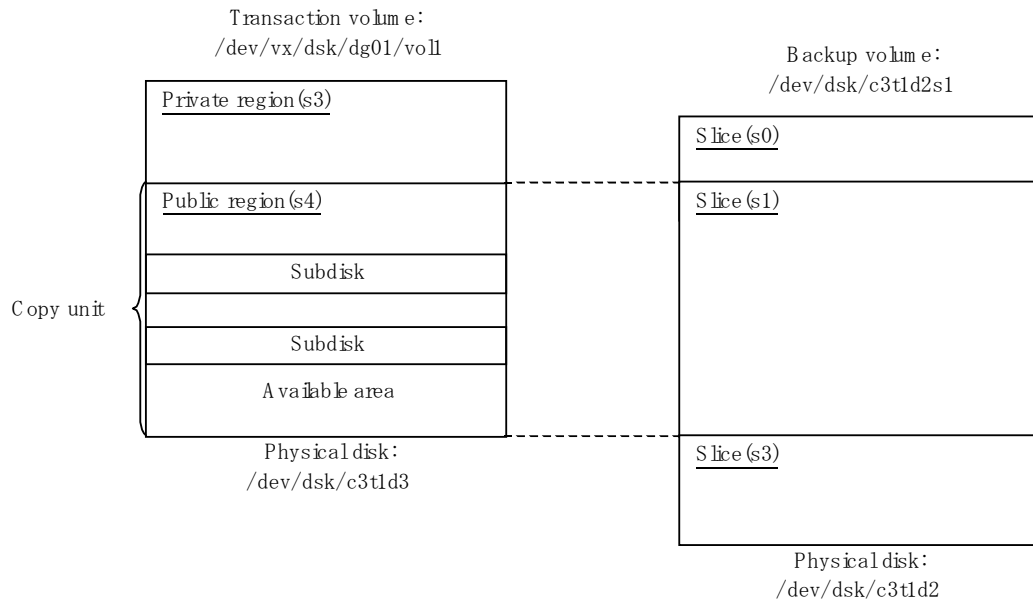 Transaction volume:
/dev/vx/dsk/dg01/vol1
Private region(s3)
Public region(s4)
Subdisk
Subdisk
Available area
Copy unit
Physical disk:
/dev/dsk/c3t1d3
Backup volume:
/dev/dsk/c3t1d2s1
Slice(s0)
Slice(s1)
Slice(s3)
Physical disk:
/dev/dsk/c3t1d2